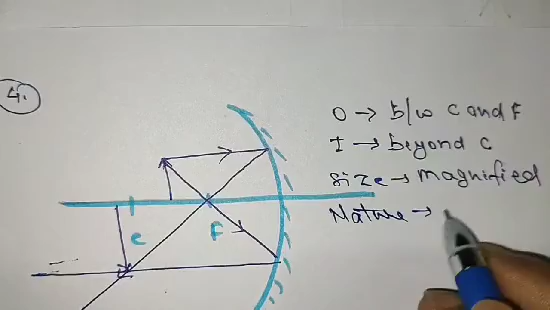 4.
O → b/w C and F
I → beyond C
Size → Magnified
Nature →
C
F